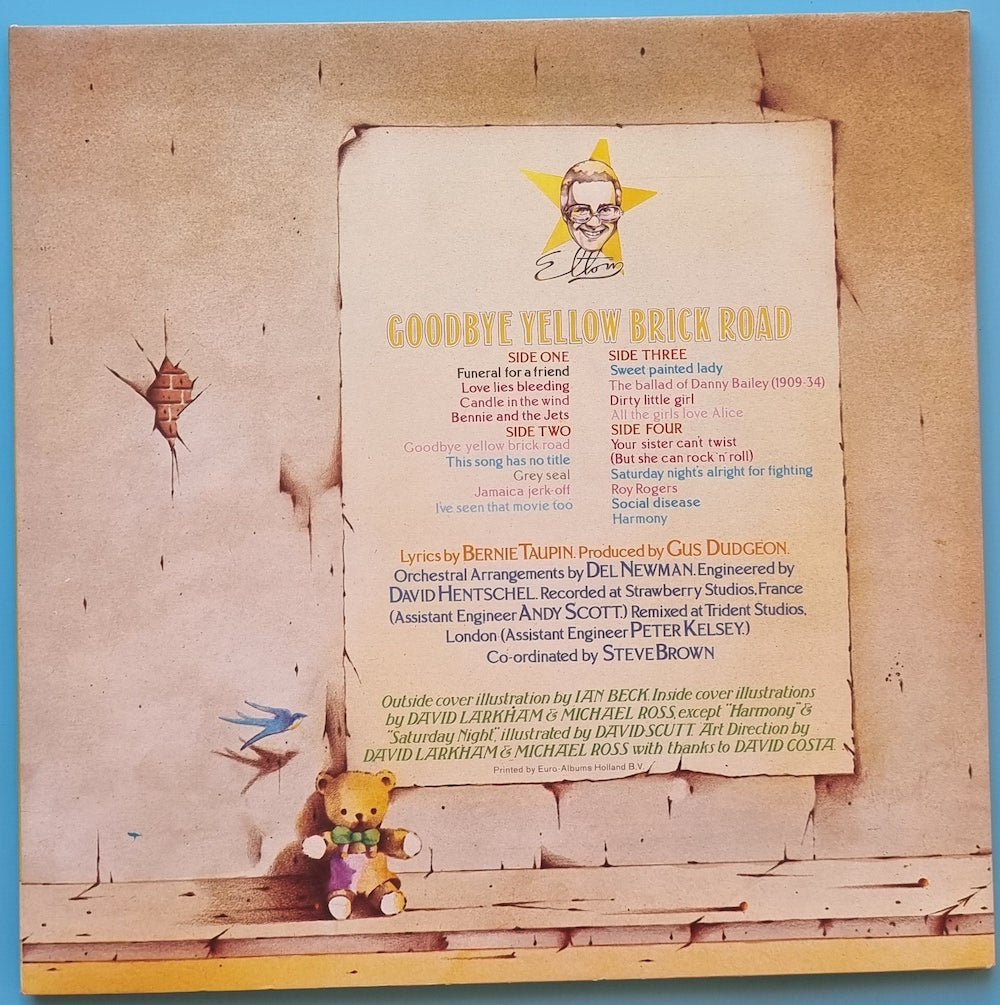 Elton
GOODBYE YELLOW BRICK ROAD
SIDE ONE
Funeral for a friend
Love lies bleeding
Candle in the wind
Bennie and the Jets
SIDE TWO
Goodbye yellow brick road
This song has no title
Grey seal
Jamaica jerk-off
I've seen that movie too
SIDE THREE
Sweet painted lady
The ballad of Danny Bailey (1909-34)
Dirty little girl
All the girls love Alice
SIDE FOUR
Your sister can't twist
(But she can rock 'n' roll)
Saturday night's alright for fighting
Roy Rogers
Social disease
Harmony
Lyrics by BERNIE TAUPIN. Produced by GUS DUDGEON.
Orchestral Arrangements by DEL NEWMAN. Engineered by
DAVID HENTSCHEL. Recorded at Strawberry Studios, France
(Assistant Engineer ANDY SCOTT.) Remixed at Trident Studios,
London (Assistant Engineer PETER KELSEY.)
Co-ordinated by STEVE BROWN
Outside cover illustration by IAN BECK. Inside cover illustrations
by DAVID LARKHAM & MICHAEL ROSS, except "Harmony" &
"Saturday Night," illustrated by DAVID SCUTT. Art Direction by
DAVID LARKHAM & MICHAEL ROSS with thanks to DAVID COSTA.
Printed by Euro-Albums Holland B.V.